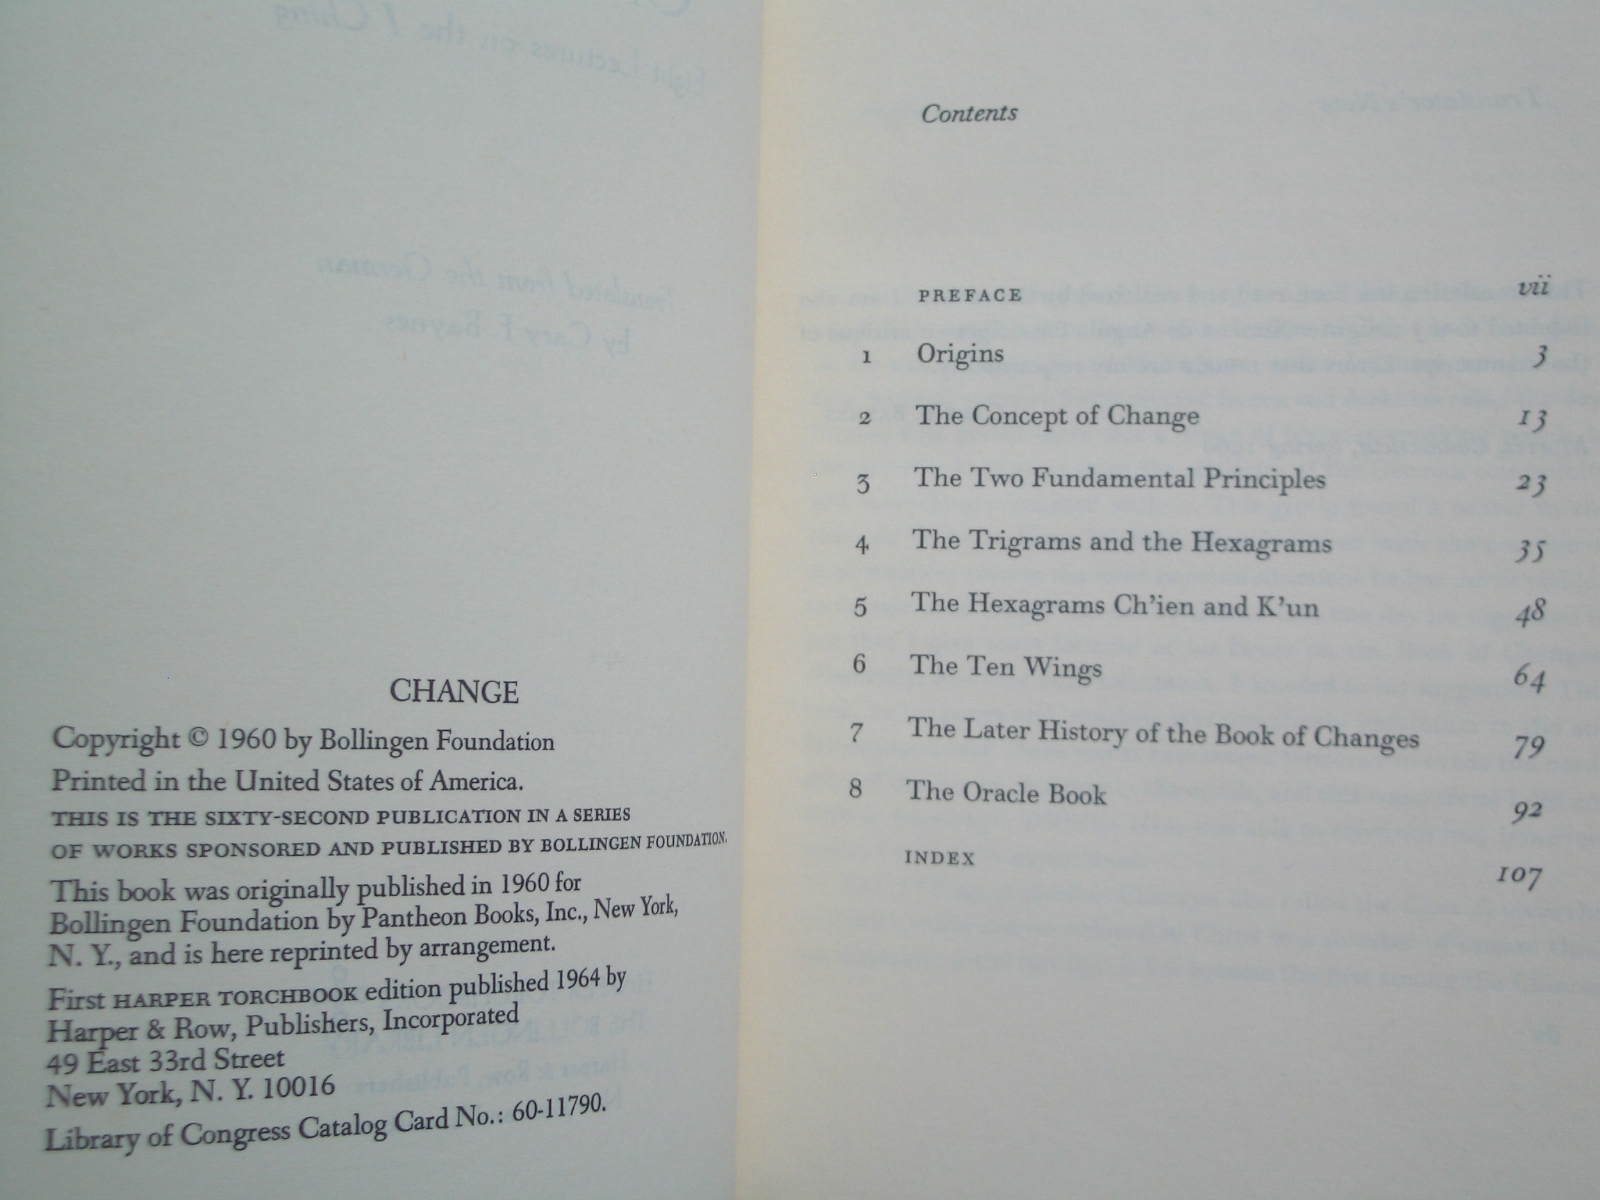 CHANGE
Copyright © 1960 by Bollingen Foundation
Printed in the United States of America.
THIS IS THE SIXTY-SECOND PUBLICATION IN A SERIES
OF WORKS SPONSORED AND PUBLISHED BY BOLLINGEN FOUNDATION.
This book was originally published in 1960 for
Bollingen Foundation by Pantheon Books, Inc., New York,
N. Y., and is here reprinted by arrangement.
First HARPER TORCHBOOK edition published 1964 by
Harper & Row, Publishers, Incorporated
49 East 33rd Street
New York, N. Y. 10016
Library of Congress Catalog Card No.: 60-11790.
Contents
PREFACE vii
1 Origins 3
2 The Concept of Change 13
3 The Two Fundamental Principles 23
4 The Trigrams and the Hexagrams 35
5 The Hexagrams Ch'ien and K'un 48
6 The Ten Wings 64
7 The Later History of the Book of Changes 79
8 The Oracle Book 92
INDEX 107